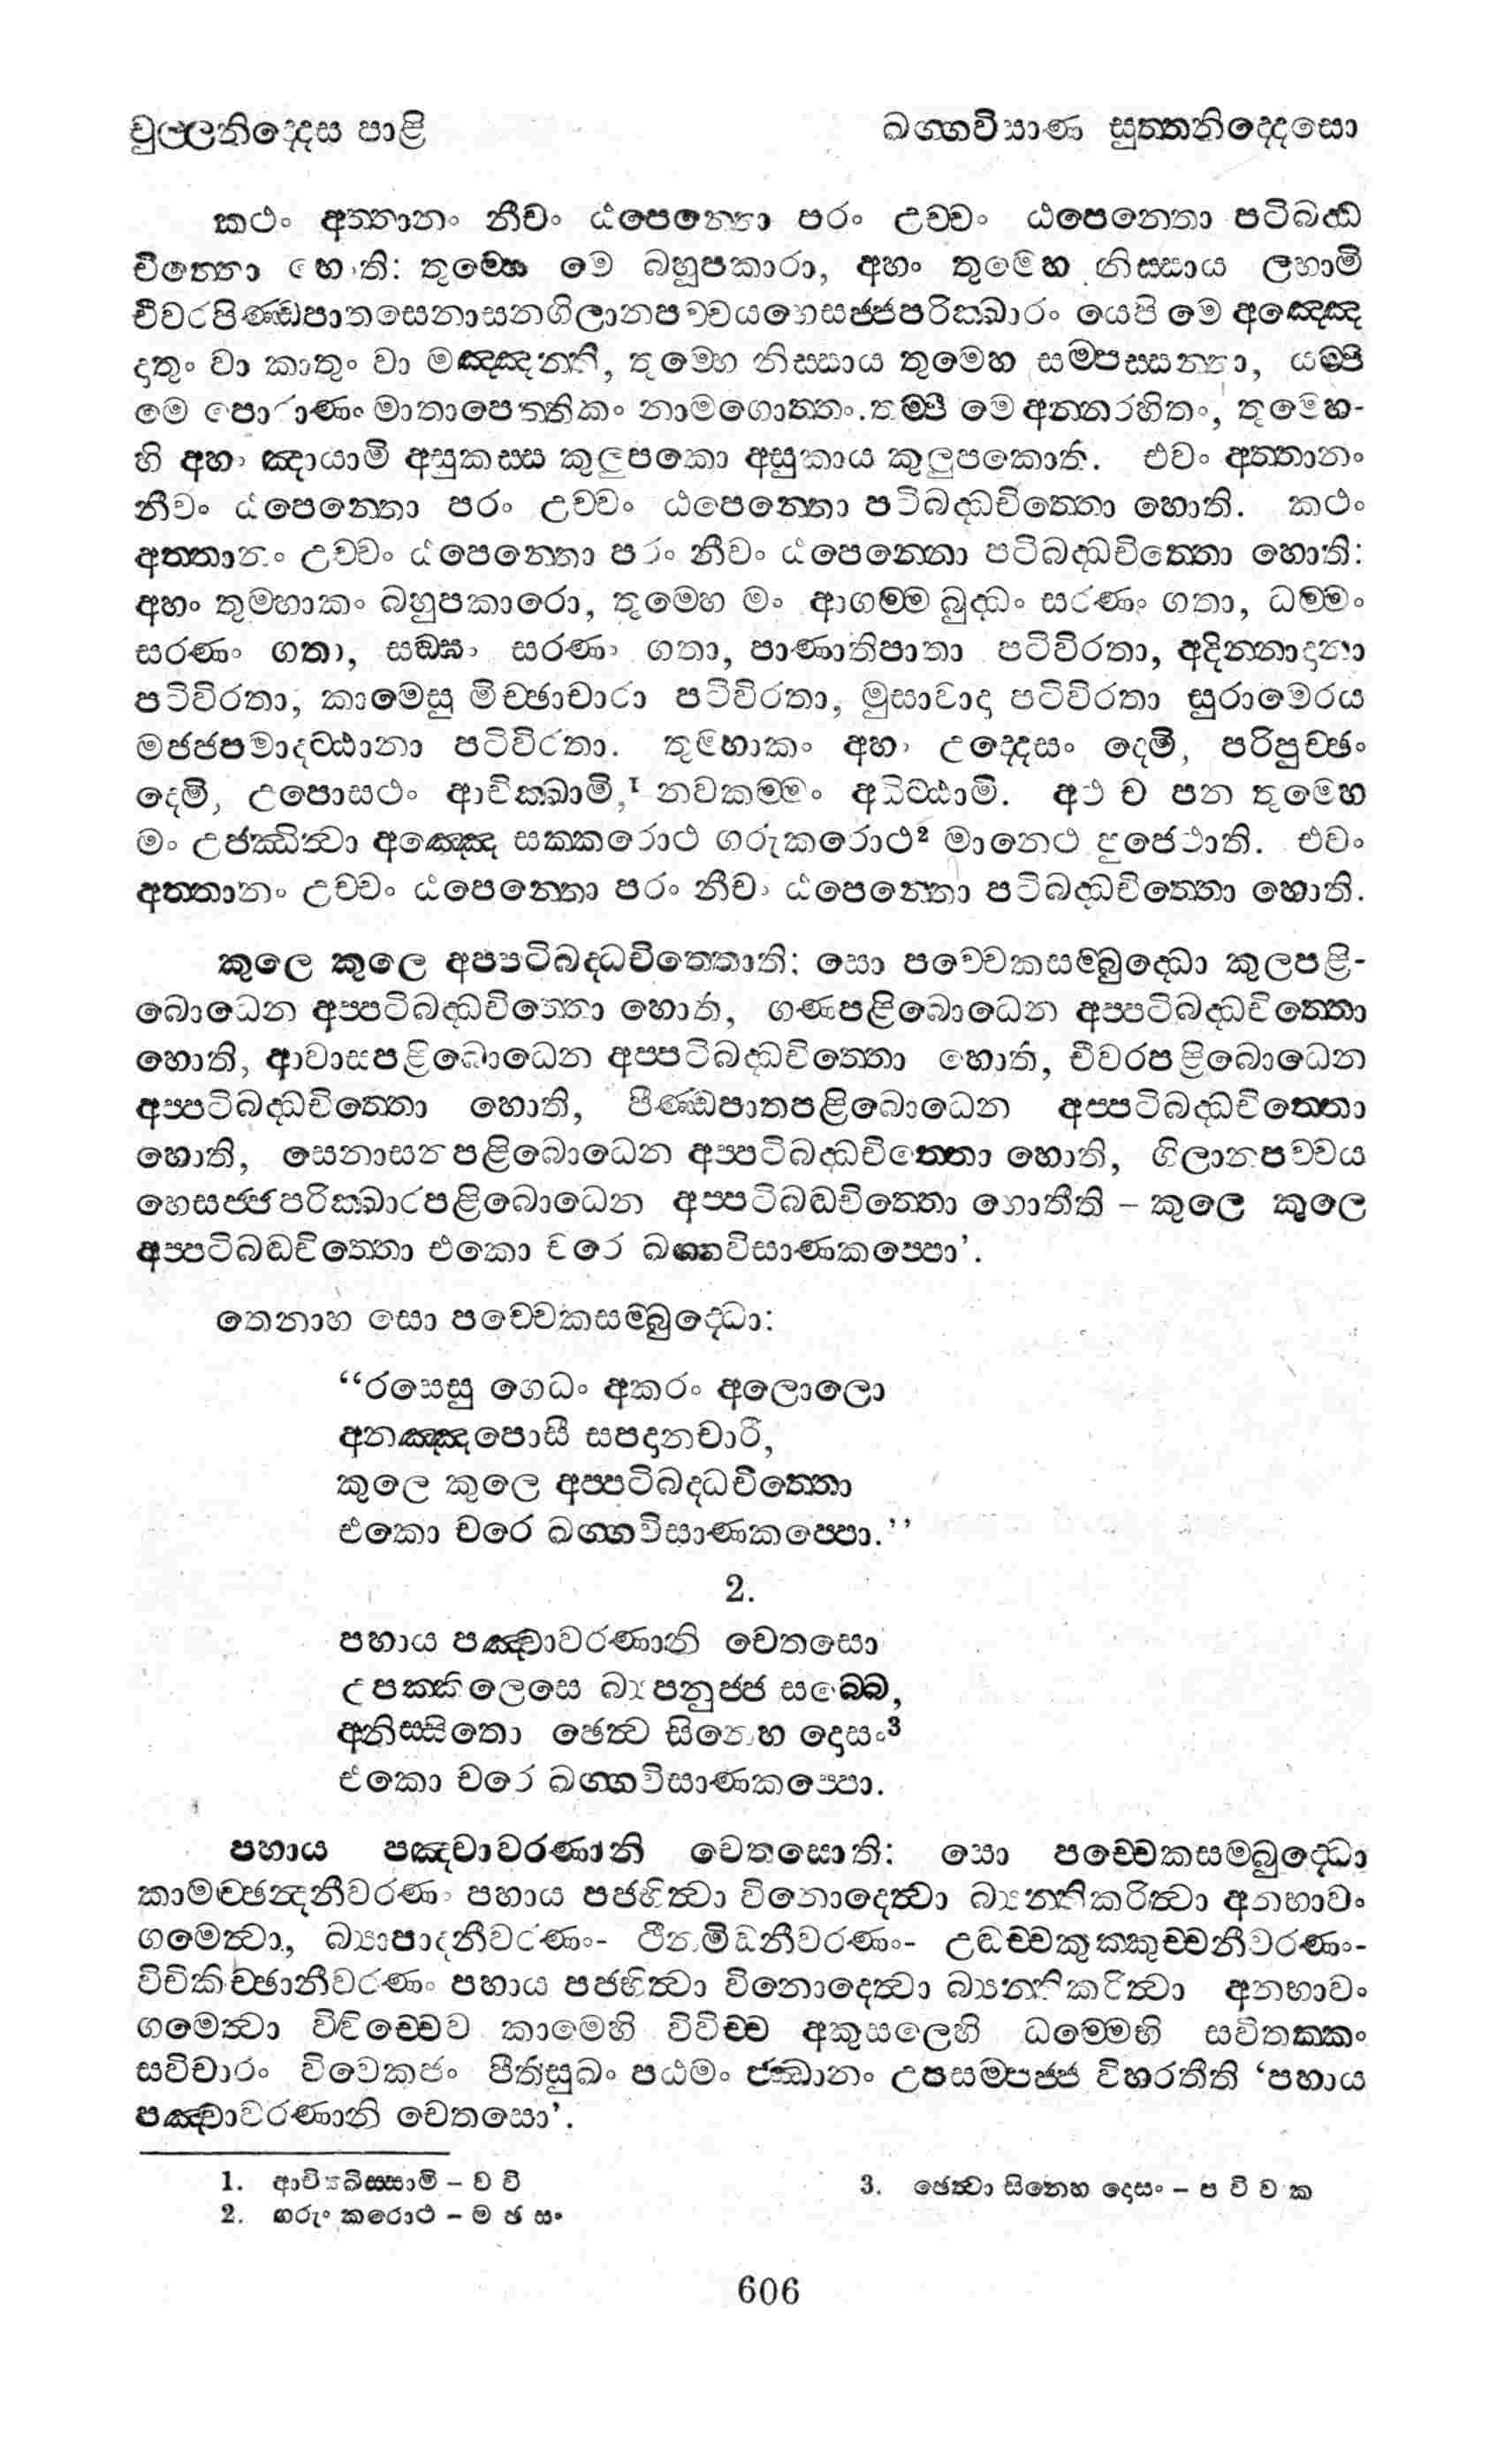 චුල්ලනිද්දෙස පාළි
ඛග්ගවිසාණ සුත්තනිද්දෙසො
කථං අත්තානං නීචං ඨපෙන්තො පරං උච්චං ඨපෙනෙතා පටිබද්ධ
චිත්තො හොති: තුම්හෙ මෙ බහූපකාරා, අහං තුම්හෙ නිස්සාය ලභාමි
චීවරපිණ්ඩපාතසෙනාසනගිලානපච්චයභෙසජ්ජපරික්ඛාරං යෙපි මෙ අඤ්ඤෙ
දාතුං වා කාතුං වා මඤ්ඤන්ති, තුම්හෙ නිස්සාය තුම්හෙ සම්පස්සන්තා, යම්පි
මෙ පොරාණං මාතාපෙත්තිකං නාමගොත්තං.තම්පි මෙ අන්තරහිතං, තුම්හෙ-
හි අහං ඤායාමි අසුකස්ස කුලුපකො අසුකාය කුලුපකොති. එවං අත්තානං
නීචං ඨපෙන්තො පරං උච්චං ඨපෙන්තො පටිබද්ධචිත්තො හොති. කථං
අත්තානං උච්චං ඨපෙන්තො පරං නීචං ඨපෙන්තො පටිබද්ධචිත්තො හොති:
අහං තුම්හාකං බහූපකාරො, තුම්හෙ මං ආගම්ම බුද්ධං සරණං ගතා, ධම්මං
සරණං ගතා, සඞ්ඝං සරණං ගතා, පාණාතිපාතා පටිවිරතා, අදින්නාදානා
පටිවිරතා, කාමෙසු මිච්ඡාචාරා පටිවිරතා, මුසාවාදා පටිවිරතා සුරාමෙරය
මජ්ජපමාදට්ඨානා පටිවිරතා. තුම්හාකං අහං උද්දෙසං දෙමි, පරිපුච්ඡං
දෙමි, උපොසථං ආචික්ඛාමි,¹ නවකම්මං අධිට්ඨාමි. අථ ච පන තුම්හෙ
මං උජ්ඣිත්වා අඤ්ඤෙ සක්කරොථ ගරුකරොථ² මානෙථ පුජෙථාති. එවං
අත්තානං උච්චං ඨපෙන්තො පරං නීචං ඨපෙන්තො පටිබද්ධචිත්තො හොති.
කුලෙ කුලෙ අප්පටිබද්ධචිත්තොති: සො පච්චෙකසම්බුද්ධො කුලපළි-
බොධෙන අප්පටිබද්ධචිත්තො හොති, ගණපළිබොධෙන අප්පටිබද්ධචිත්තො
හොති, ආවාසපළිබොධෙන අප්පටිබද්ධචිත්තො හොති, චීවරපළිබොධෙන
අප්පටිබද්ධචිත්තො හොති, පිණ්ඩපාතපළිබොධෙන අප්පටිබද්ධචිත්තො
හොති, සෙනාසනපළිබොධෙන අප්පටිබද්ධචිත්තො හොති, ගිලානපච්චය
භෙසජ්ජපරික්ඛාරපළිබොධෙන අප්පටිබද්ධචිත්තො හොතීති – කුලෙ කුලෙ
අප්පටිබද්ධචිත්තො එකො චරෙ ඛග්ගවිසාණකප්පො’.
තෙනාහ සො පච්චෙකසම්බුද්ධො:
“රසෙසු ගෙධං අකරං අලොලො
අනඤ්ඤපොසී සපදානචාරී,
කුලෙ කුලෙ අප්පටිබද්ධචිත්තො
එකො චරෙ ඛග්ගවිසාණකප්පො.”
2.
පහාය පඤ්චාවරණානි චෙතසො
උපක්කිලෙසෙ බ්‍යපනුජ්ජ සබ්බෙ,
අනිස්සිතො ඡෙත්ව සිනෙහ දොසං³
එකො චරෙ ඛග්ගවිසාණකප්පො.
පහාය පඤ්චාවරණානි චෙතසොති: සො පච්චෙකසම්බුද්ධො
කාමච්ඡන්දනීවරණං පහාය පජහිත්වා විනොදෙත්වා බ්‍යන්තිකරිත්වා අනභාවං
ගමෙත්වා, බ්‍යාපාදනීවරණං- ථීනමිද්ධනීවරණං- උද්ධච්චකුක්කුච්චනීවරණං-
විචිකිච්ඡානීවරණං පහාය පජහිත්වා විනොදෙත්වා බ්‍යන්තිකරිත්වා අනභාවං
ගමෙත්වා විවිච්චෙව කාමෙහි විවිච්ච අකුසලෙහි ධම්මෙහි සවිතක්කං
සවිචාරං විවෙකජං පීතිසුඛං පඨමං ඣානං උපසම්පජ්ජ විහරතීති ‘පහාය
පඤ්චාවරණානි චෙතසො’.
1. ආචික්ඛිස්සාමි – ව වි
2. ගරුං කරොථ – ම ඡ සං
3. ඡෙත්වා සිනෙහ දොසං – ප වි ව ක
606